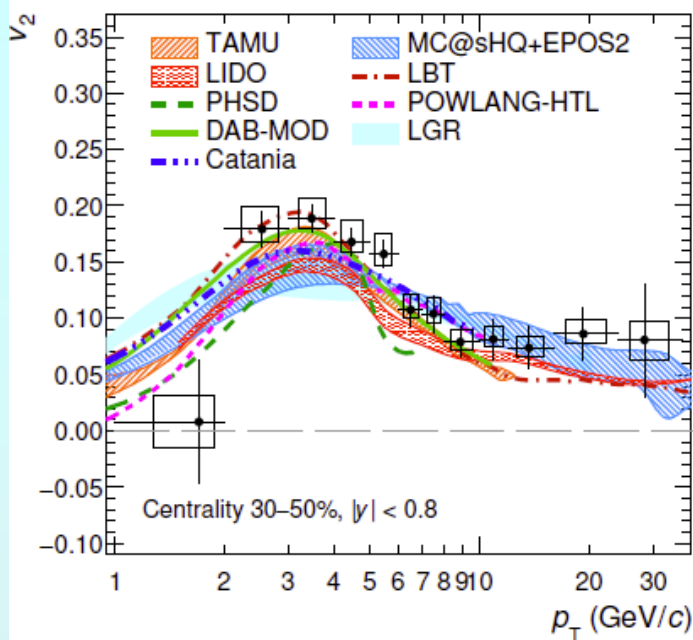 v2
0.35
0.30
0.25
0.20
0.15
0.10
0.05
0.00
−0.05
−0.10
TAMU
LIDO
PHSD
DAB-MOD
Catania
MC@sHQ+EPOS2
LBT
POWLANG-HTL
LGR
Centrality 30–50%, |y| < 0.8
1 2 3 4 5 6 7 8 910 20 30
pT (GeV/c)